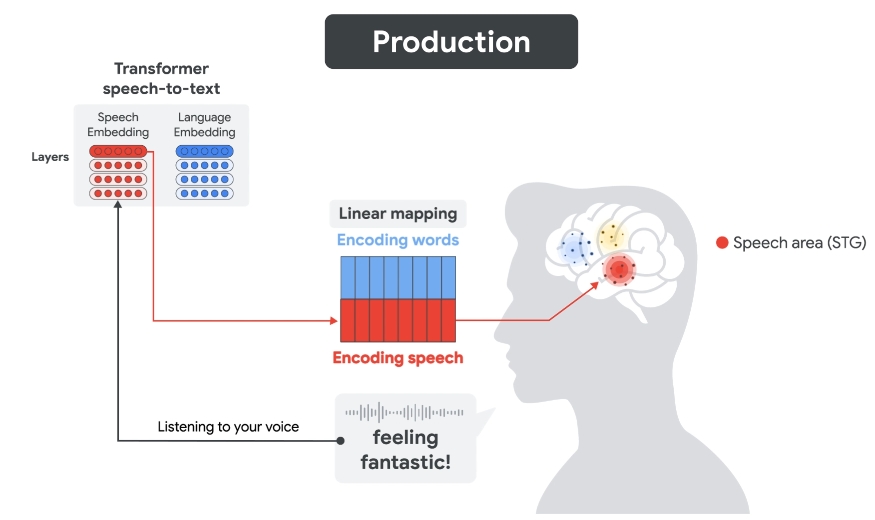 Production
Transformer
speech-to-text
Speech
Embedding
Language
Embedding
Layers
Linear mapping
Encoding words
Encoding speech
Speech area (STG)
Listening to your voice
feeling
fantastic!